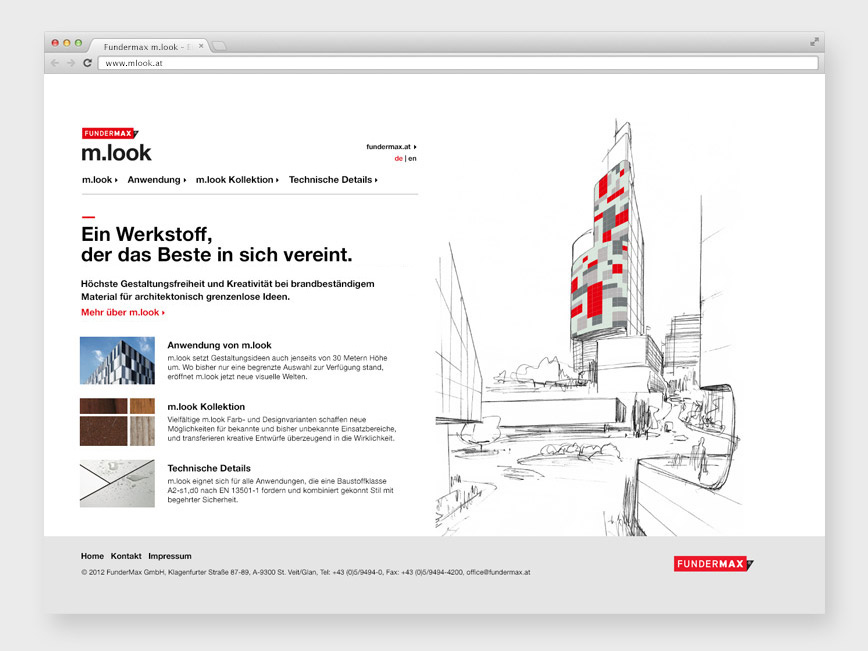 Fundermax m.look -
www.mlook.at
FUNDERMAX
m.look
fundermax.at
de | en
m.look Anwendung m.look Kollektion Technische Details
Ein Werkstoff,
der das Beste in sich vereint.
Höchste Gestaltungsfreiheit und Kreativität bei brandbeständigem
Material für architektonisch grenzenlose Ideen.
Mehr über m.look
Anwendung von m.look
m.look setzt Gestaltungsideen auch jenseits von 30 Metern Höhe
um. Wo bisher nur eine begrenzte Auswahl zur Verfügung stand,
eröffnet m.look jetzt neue visuelle Welten.
m.look Kollektion
Vielfältige m.look Farb- und Designvarianten schaffen neue
Möglichkeiten für bekannte und bisher unbekannte Einsatzbereiche,
und transferieren kreative Entwürfe überzeugend in die Wirklichkeit.
Technische Details
m.look eignet sich für alle Anwendungen, die eine Baustoffklasse
A2-s1,d0 nach EN 13501-1 fordern und kombiniert gekonnt Stil mit
begehrter Sicherheit.
Home Kontakt Impressum
© 2012 FunderMax GmbH, Klagenfurter Straße 87-89, A-9300 St. Veit/Glan, Tel: +43 (0)5/9494-0, Fax: +43 (0)5/9494-4200, office@fundermax.at
FUNDERMAX